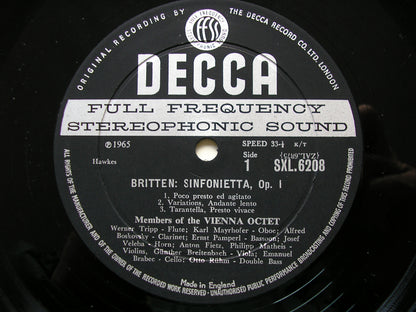 ORIGINAL RECORDING BY
THE DECCA RECORD CO. LTD. LONDON
ffss
DECCA
FULL FREQUENCY
STEREOPHONIC SOUND
Ⓟ1965
SPEED 33-⅓ K/T
Hawkes
Side
1
SXL.6208
BRITTEN: SINFONIETTA, Op. 1
1. Poco presto ed agitato
2. Variations, Andante lento
3. Tarantella, Presto vivace
Members of the VIENNA OCTET
Werner Tripp - Flute; Karl Mayrhofer - Oboe; Alfred
Boskovsky - Clarinet; Ernst Pamperl - Bassoon; Josef
Veleba - Horn; Anton Fietz, Philipp Matheis -
Violins, Günther Breitenbach - Viola; Emanuel
Brabec - Cello; Otto Rühm - Double Bass
Made in England
ALL RIGHTS OF THE MANUFACTURER AND OF THE OWNER OF THE RECORDED WORK RESERVED · UNAUTHORISED PUBLIC PERFORMANCE BROADCASTING AND COPYING OF THIS RECORD PROHIBITED